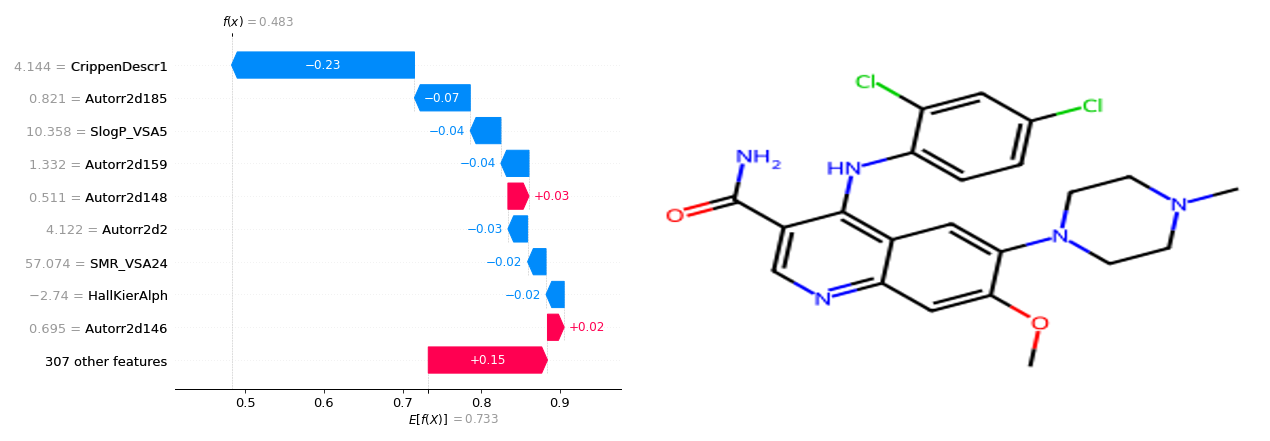 f(x) = 0.483
4.144 = CrippenDescr1
−0.23
0.821 = Autorr2d185
−0.07
10.358 = SlogP_VSA5
−0.04
1.332 = Autorr2d159
−0.04
0.511 = Autorr2d148
+0.03
4.122 = Autorr2d2
−0.03
57.074 = SMR_VSA24
−0.02
−2.74 = HallKierAlph
−0.02
0.695 = Autorr2d146
+0.02
307 other features
+0.15
0.5 0.6 0.7 0.8 0.9
E[f(X)] = 0.733
Cl
Cl
NH2
HN
O
N
N
N
O